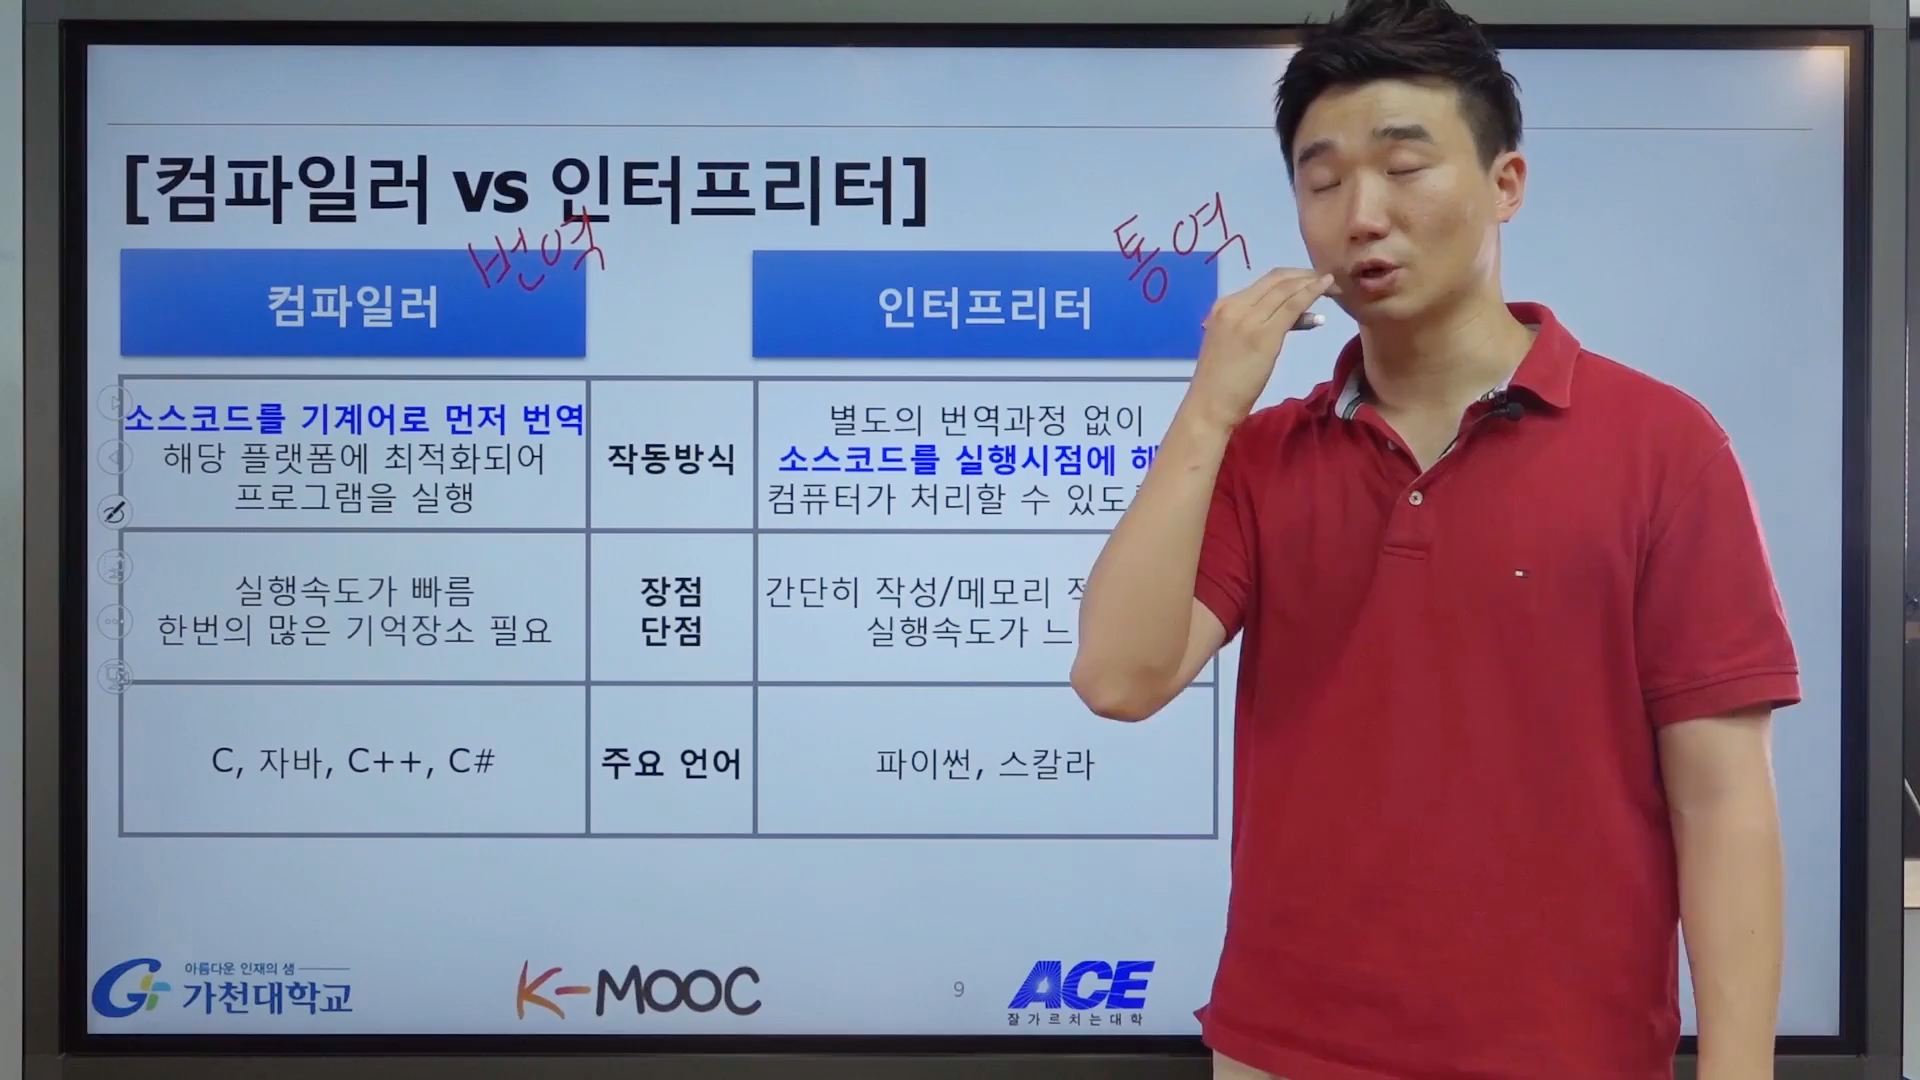 [컴파일러 vs 인터프리터]
번역
통역
컴파일러
인터프리터
소스코드를 기계어로 먼저 번역
해당 플랫폼에 최적화되어
프로그램을 실행
작동방식
별도의 번역과정 없이
소스코드를 실행시점에
컴퓨터가 처리할 수
실행속도가 빠름
한번의 많은 기억장소 필요
장점
단점
간단히 작성/메모리
실행속도가
C, 자바, C++, C#
주요 언어
파이썬, 스칼라
아름다운 인재의 샘
가천대학교
K-MOOC
9
ACE
잘가르치는대학